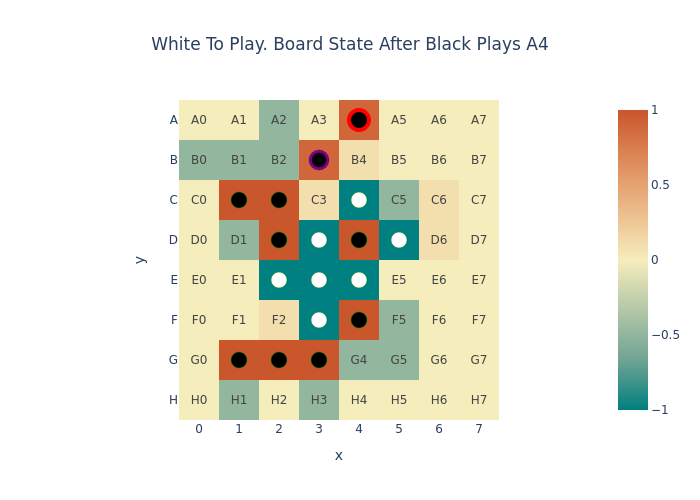 White To Play. Board State After Black Plays A4
A A0 A1 A2 A3 A5 A6 A7
B B0 B1 B2 B4 B5 B6 B7
C C0 C3 C5 C6 C7
D D0 D1 D6 D7
E E0 E1 E5 E6 E7
F F0 F1 F2 F5 F6 F7
G G0 G4 G5 G6 G7
H H0 H1 H2 H3 H4 H5 H6 H7
0 1 2 3 4 5 6 7
x
y
1
0.5
0
−0.5
−1